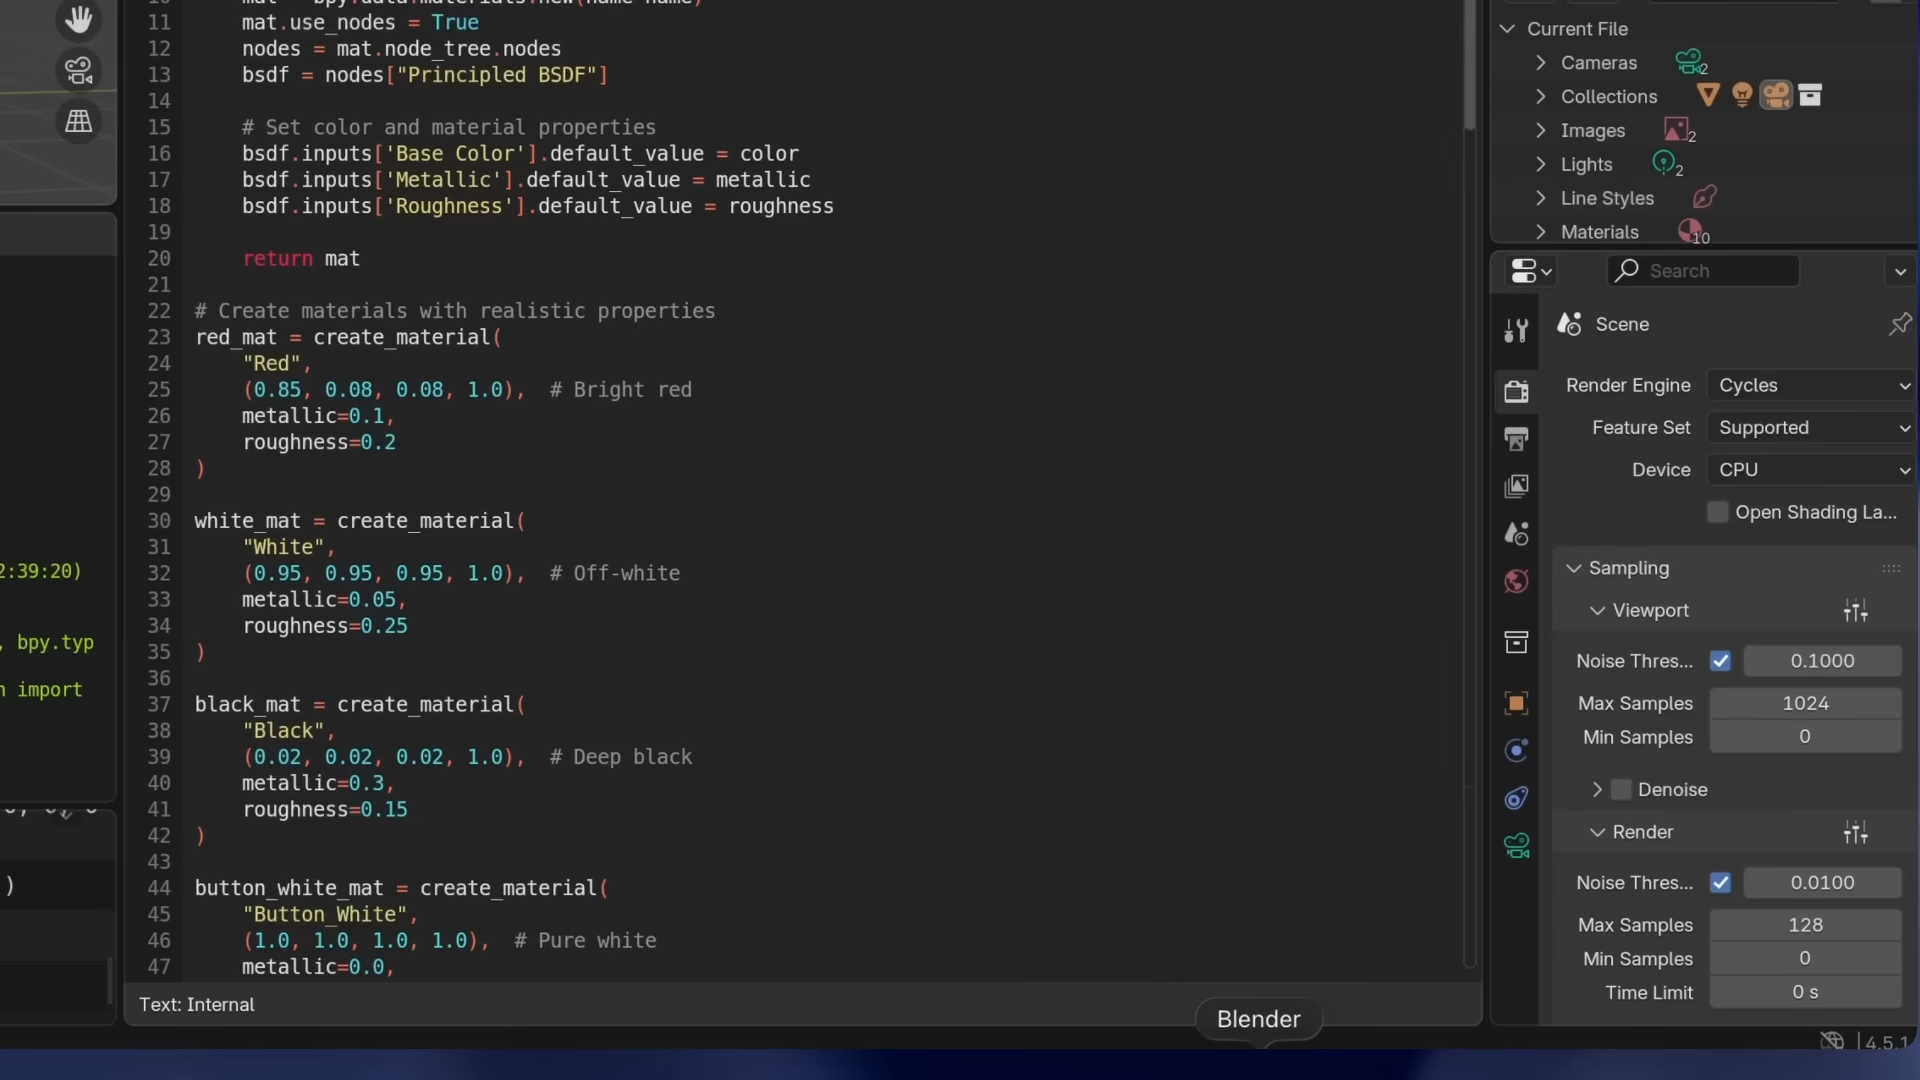 11 mat.use_nodes = True
12 nodes = mat.node_tree.nodes
13 bsdf = nodes["Principled BSDF"]
14
15 # Set color and material properties
16 bsdf.inputs['Base Color'].default_value = color
17 bsdf.inputs['Metallic'].default_value = metallic
18 bsdf.inputs['Roughness'].default_value = roughness
19
20 return mat
21
22 # Create materials with realistic properties
23 red_mat = create_material(
24 "Red",
25 (0.85, 0.08, 0.08, 1.0), # Bright red
26 metallic=0.1,
27 roughness=0.2
28 )
29
30 white_mat = create_material(
31 "White",
32 (0.95, 0.95, 0.95, 1.0), # Off-white
33 metallic=0.05,
34 roughness=0.25
35 )
36
37 black_mat = create_material(
38 "Black",
39 (0.02, 0.02, 0.02, 1.0), # Deep black
40 metallic=0.3,
41 roughness=0.15
42 )
43
44 button_white_mat = create_material(
45 "Button_White",
46 (1.0, 1.0, 1.0, 1.0), # Pure white
47 metallic=0.0,
Text: Internal
2:39:20)
, bpy.typ
import
)
Blender
Current File
Cameras 2
Collections
Images 2
Lights 2
Line Styles
Materials 10
Search
Scene
Render Engine Cycles
Feature Set Supported
Device CPU
Open Shading La...
Sampling
Viewport
Noise Thres... 0.1000
Max Samples 1024
Min Samples 0
Denoise
Render
Noise Thres... 0.0100
Max Samples 128
Min Samples 0
Time Limit 0 s
4.5.1